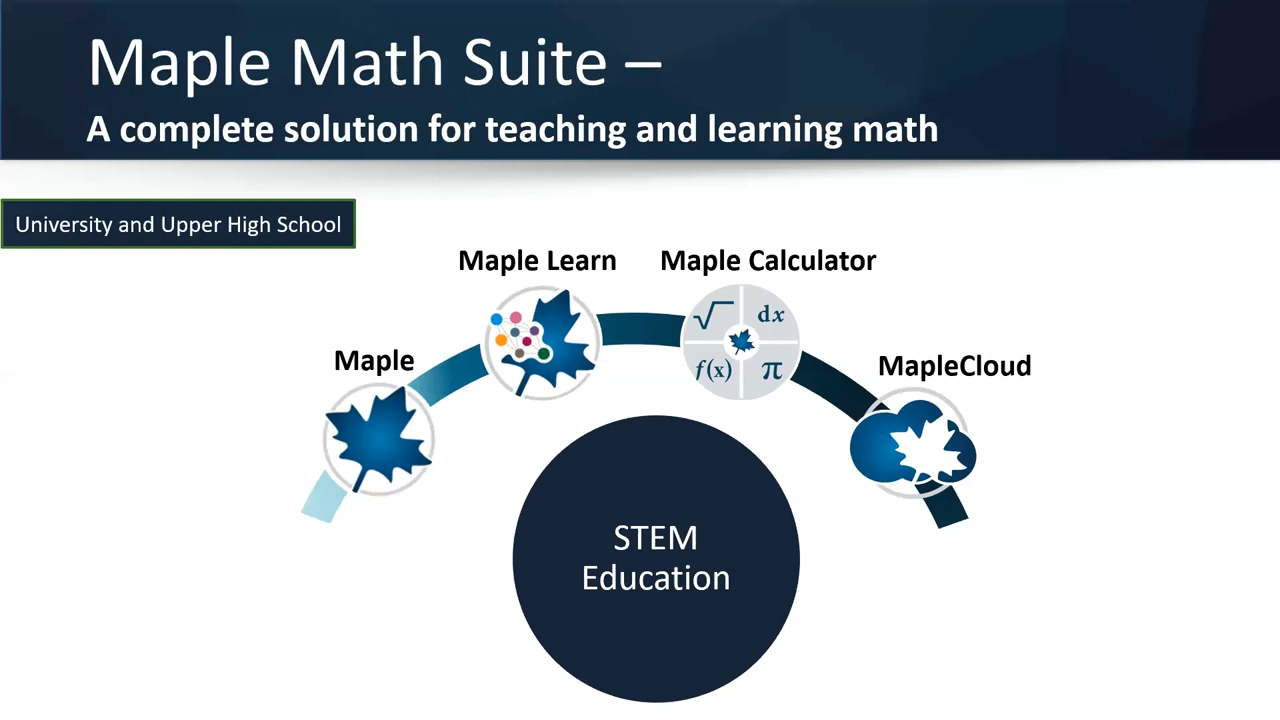 Maple Math Suite –
A complete solution for teaching and learning math
University and Upper High School
Maple Learn
Maple Calculator
Maple
MapleCloud
√
dx
f(x)
π
STEM
Education